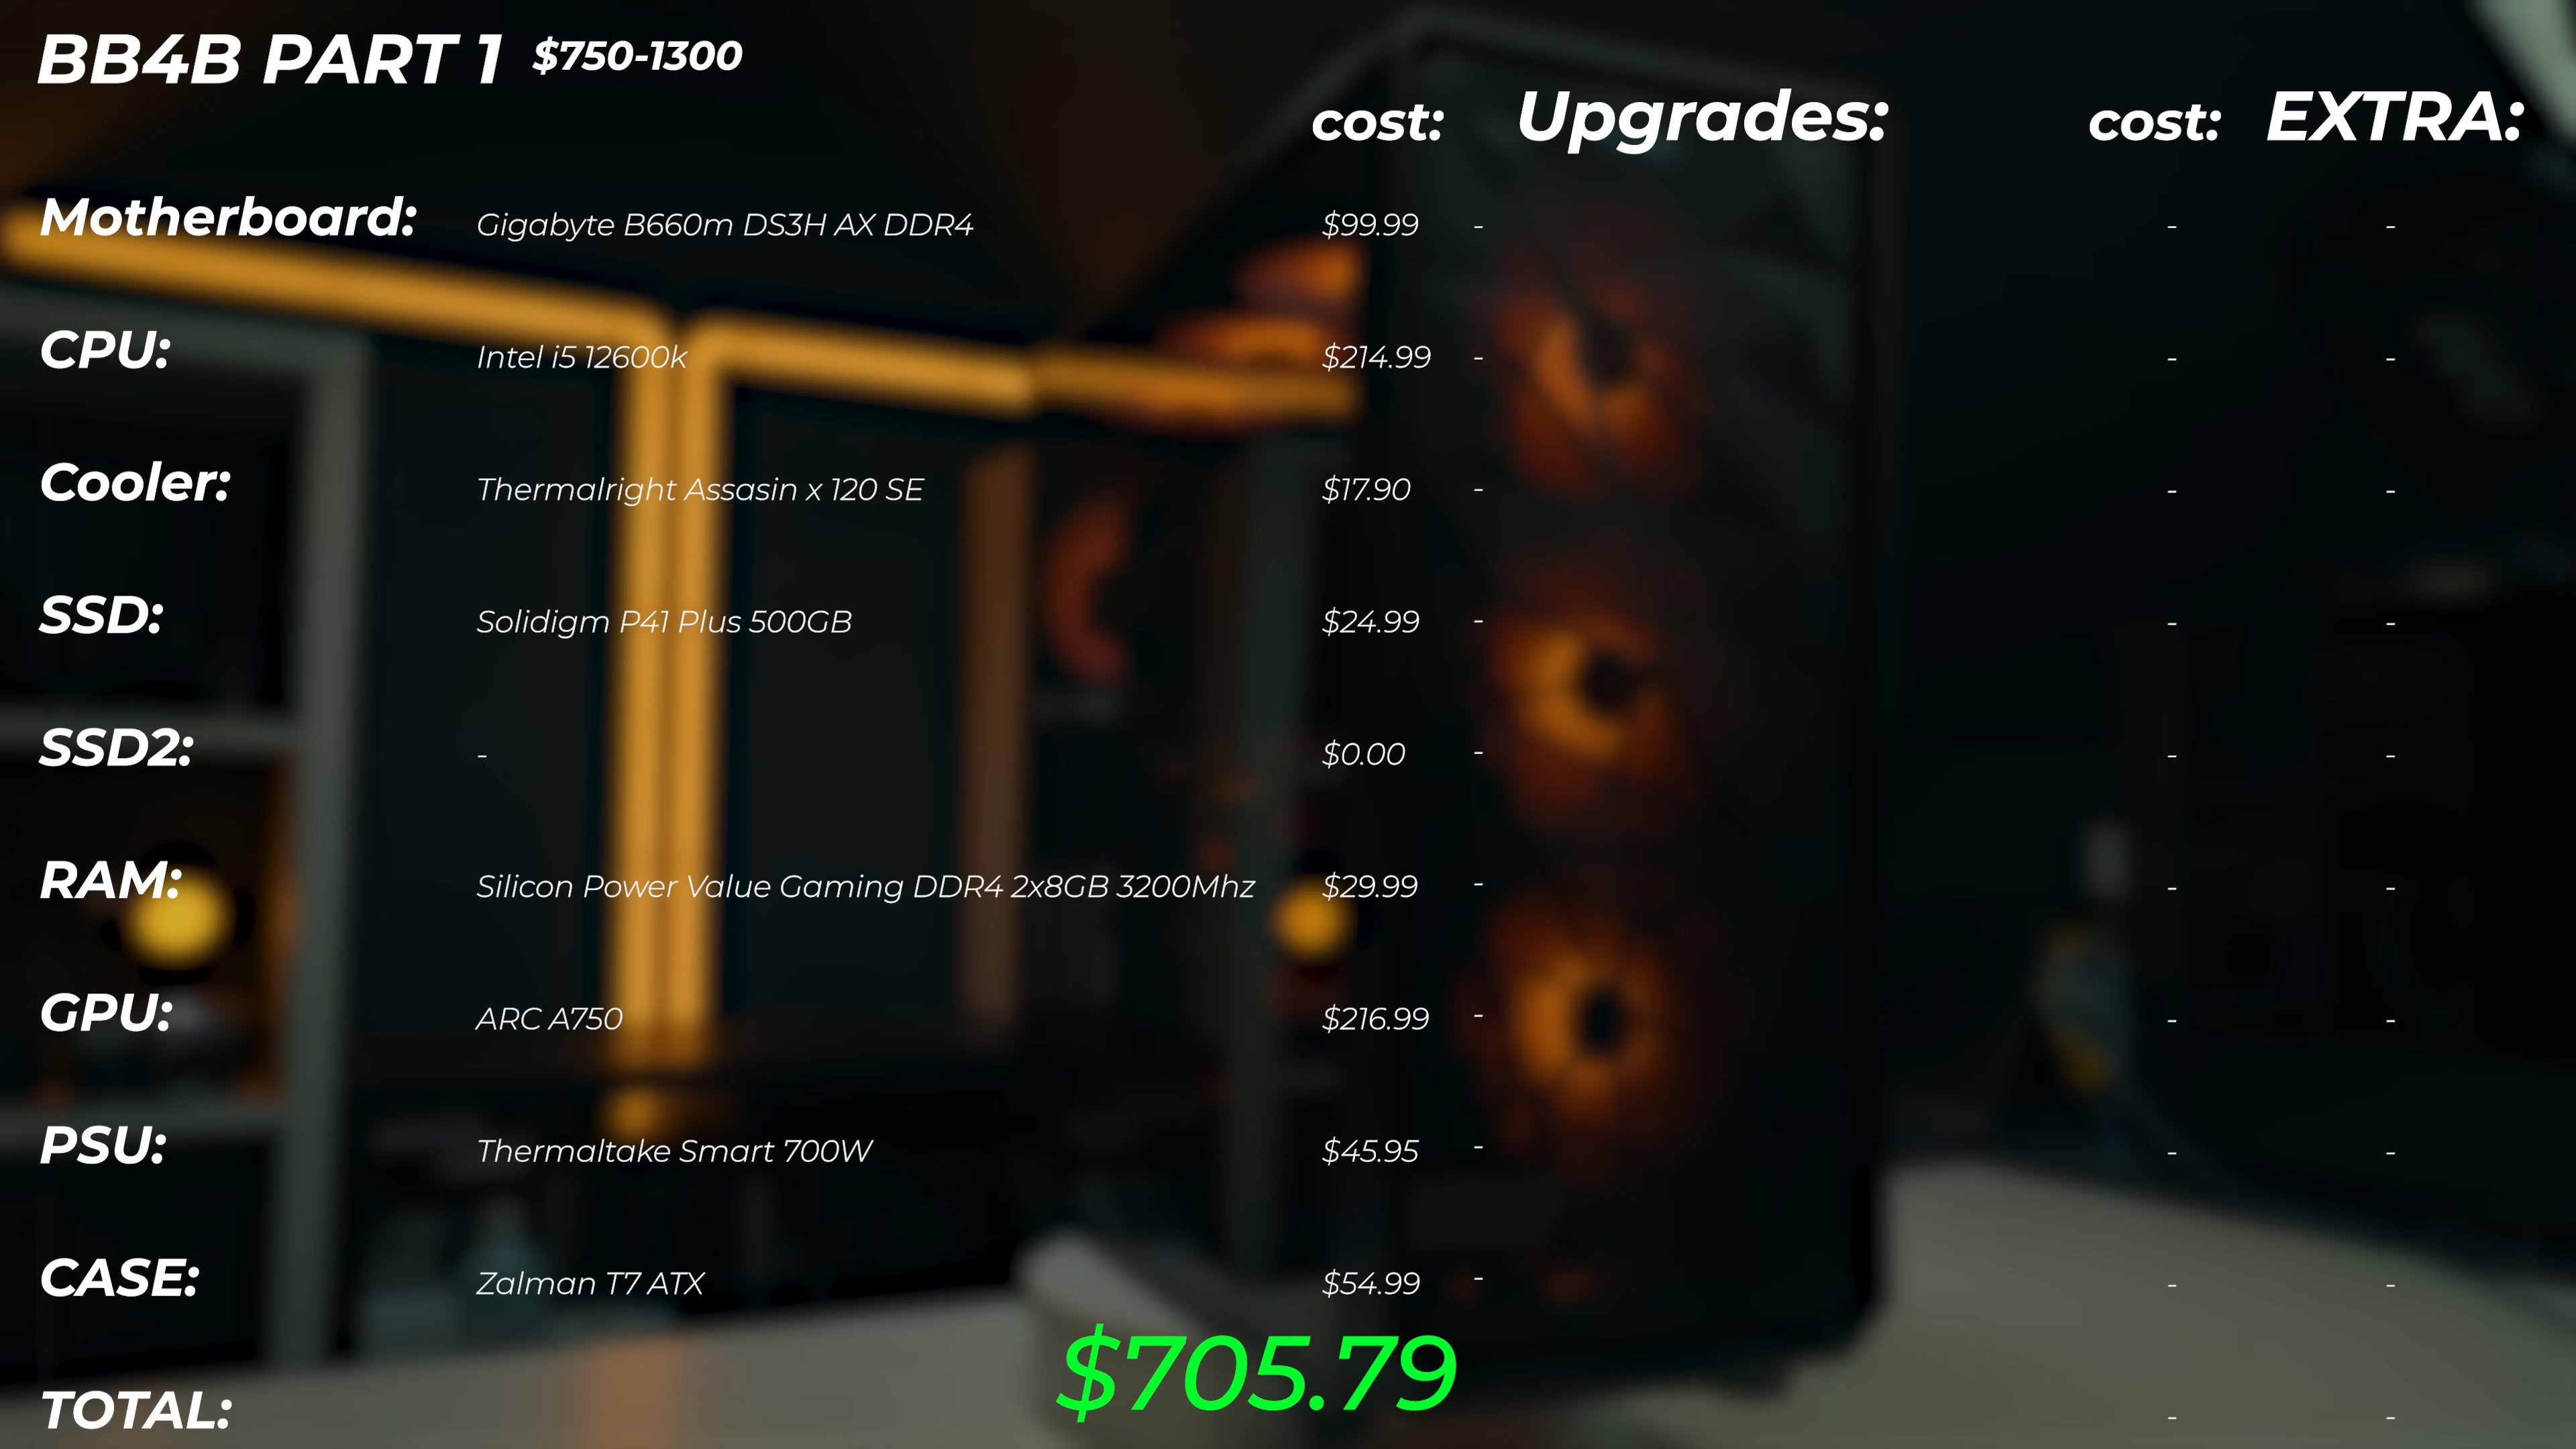 BB4B PART 1 $750-1300
cost: Upgrades: cost: EXTRA:
Motherboard: Gigabyte B660m DS3H AX DDR4 $99.99 - - -
CPU: Intel i5 12600k $214.99 - - -
Cooler: Thermalright Assasin x 120 SE $17.90 - - -
SSD: Solidigm P41 Plus 500GB $24.99 - - -
SSD2: - $0.00 - - -
RAM: Silicon Power Value Gaming DDR4 2x8GB 3200Mhz $29.99 - - -
GPU: ARC A750 $216.99 - - -
PSU: Thermaltake Smart 700W $45.95 - - -
CASE: Zalman T7 ATX $54.99 - - -
TOTAL: $705.79 - -